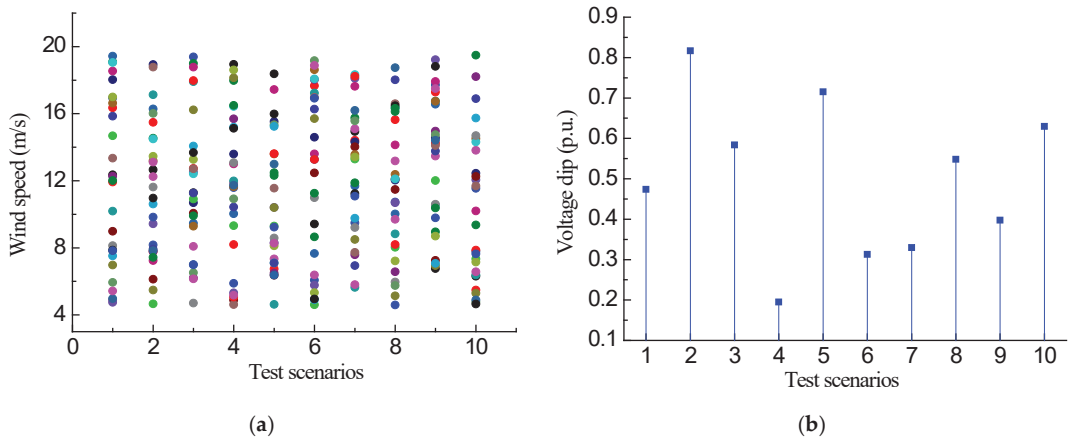 20
16
12
8
4
Wind speed (m/s)
0 2 4 6 8 10
Test scenarios
(a)
0.9
0.8
0.7
0.6
0.5
0.4
0.3
0.2
0.1
Voltage dip (p.u.)
1 2 3 4 5 6 7 8 9 10
Test scenarios
(b)